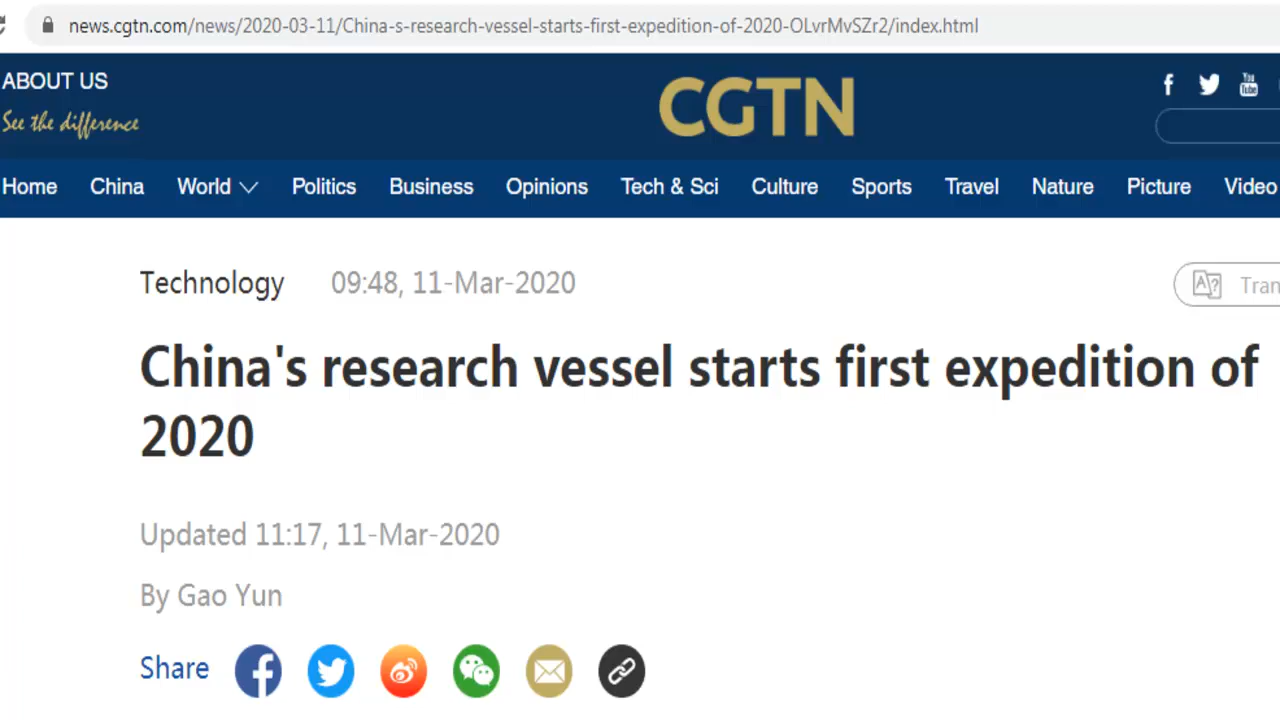 news.cgtn.com/news/2020-03-11/China-s-research-vessel-starts-first-expedition-of-2020-OLvrMvSZr2/index.html
ABOUT US
See the difference
CGTN
Home China World Politics Business Opinions Tech & Sci Culture Sports Travel Nature Picture Video
Technology 09:48, 11-Mar-2020
Tran
China's research vessel starts first expedition of
2020
Updated 11:17, 11-Mar-2020
By Gao Yun
Share